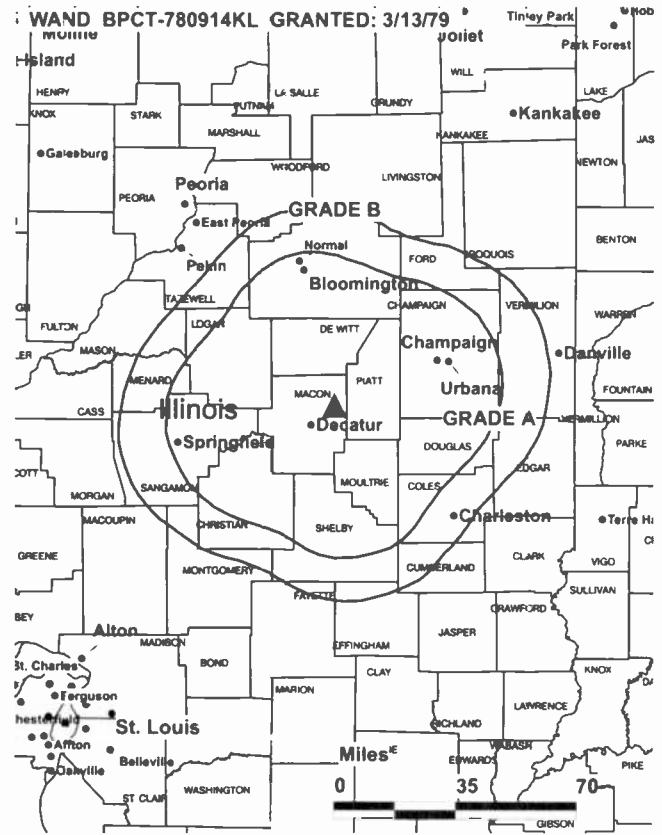 WAND BPCT-780914KL GRANTED: 3/13/79
Tinley Park
Moline
Joliet
Park Forest
Island
WILL
HENRY
LA SALLE
LAKE
KNOX
STARK
PUTNAM
GRUNDY
Kankakee
MARSHALL
KANKAKEE
JAS
Galesburg
WOODFORD
NEWTON
PEORIA
Peoria
LIVINGSTON
GRADE B
East Peoria
Normal
BENTON
Pekin
FORD
IROQUOIS
Bloomington
TAZEWELL
CHAMPAIGN
VERMILION
WARREN
FULTON
LOGAN
DE WITT
MASON
Champaign
Danville
MENARD
PIATT
Urbana
FOUNTAIN
CASS
Illinois
MACON
GRADE A
VERMILLION
Decatur
Springfield
DOUGLAS
PARKE
COTT
MOULTRIE
COLES
EDGAR
MORGAN
SANGAMON
MACOUPIN
CHRISTIAN
SHELBY
Charleston
Terre Ha
GREENE
CLARK
VIGO
MONTGOMERY
CUMBERLAND
FAYETTE
SULLIVAN
CRAWFORD
Alton
JASPER
MADISON
EFFINGHAM
BOND
CLAY
KNOX
St. Charles
MARION
Ferguson
LAWRENCE
RICHLAND
St. Louis
WABASH
Affton
Miles
EDWARDS
PIKE
Belleville
Oakville
WASHINGTON
0 35 70
ST CLAIR
GIBSON